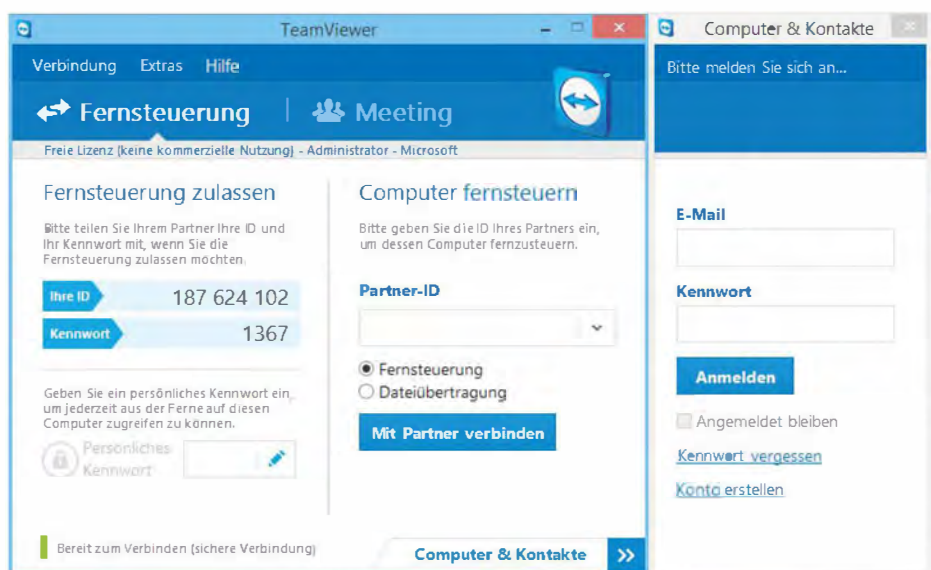 TeamViewer
Verbindung Extras Hilfe
Fernsteuerung Meeting
Freie Lizenz (keine kommerzielle Nutzung) - Administrator - Microsoft
Fernsteuerung zulassen
Bitte teilen Sie Ihrem Partner Ihre ID und
Ihr Kennwort mit, wenn Sie die
Fernsteuerung zulassen möchten.
Ihre ID 187 624 102
Kennwort 1367
Geben Sie ein persönliches Kennwort ein,
um jederzeit aus der Ferne auf diesen
Computer zugreifen zu können.
Persönliches
Kennwort
Bereit zum Verbinden (sichere Verbindung)
Computer fernsteuern
Bitte geben Sie die ID Ihres Partners ein,
um dessen Computer fernzusteuern.
Partner-ID
Fernsteuerung
Dateiübertragung
Mit Partner verbinden
Computer & Kontakte
Computer & Kontakte
Bitte melden Sie sich an...
E-Mail
Kennwort
Anmelden
Angemeldet bleiben
Kennwort vergessen
Konto erstellen